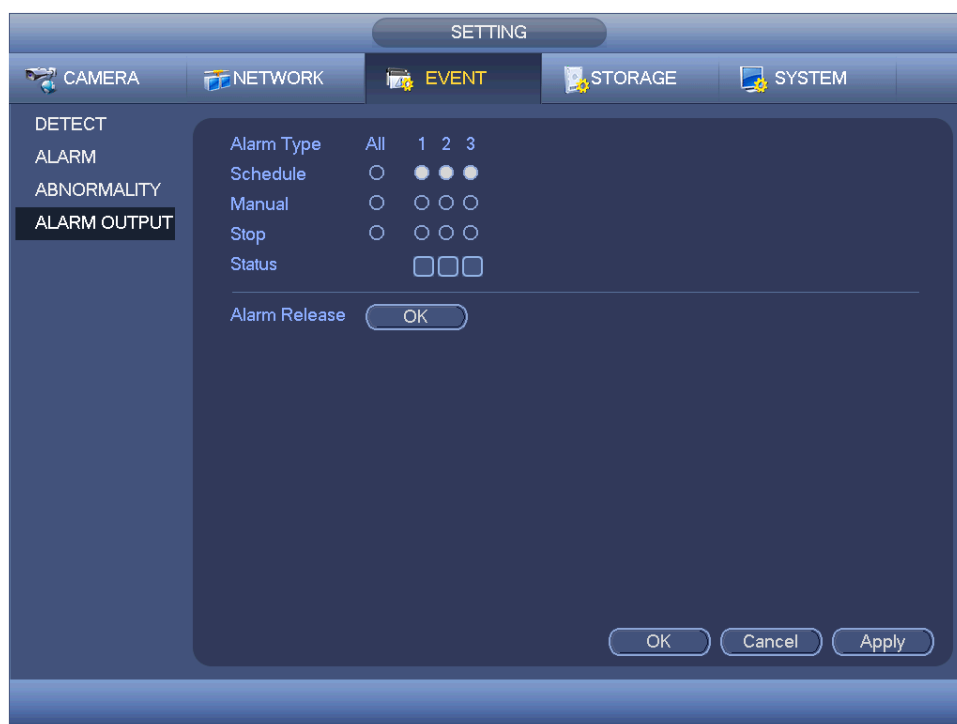 SETTING
CAMERA NETWORK EVENT STORAGE SYSTEM
DETECT
ALARM
ABNORMALITY
ALARM OUTPUT
Alarm Type All 1 2 3
Schedule
Manual
Stop
Status
Alarm Release OK
OK Cancel Apply